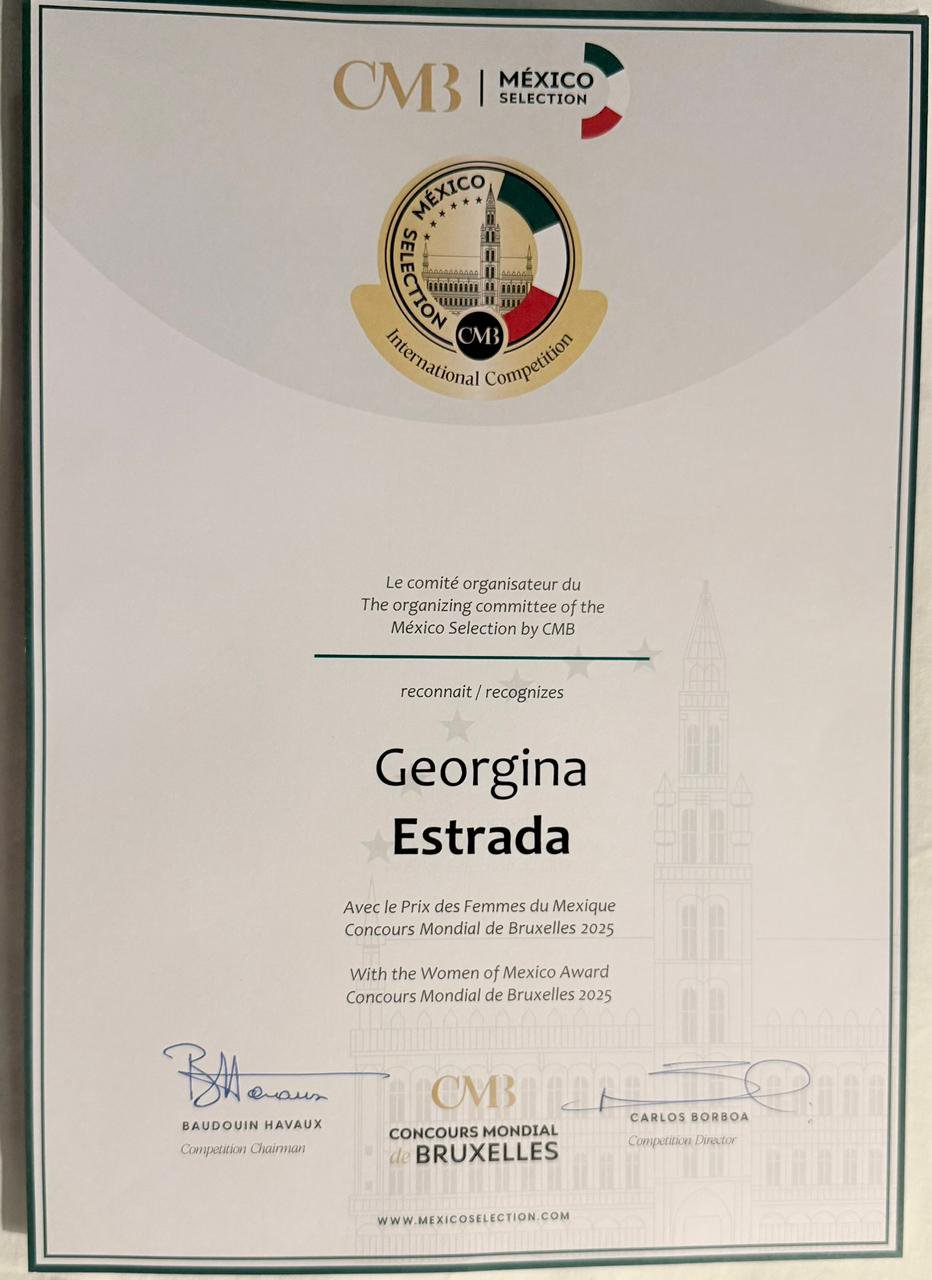 CMB | MÉXICO
SELECTION
MÉXICO SELECTION
CMB
International Competition
Le comité organisateur du
The organizing committee of the
México Selection by CMB
reconnait / recognizes
Georgina
Estrada
Avec le Prix des Femmes du Mexique
Concours Mondial de Bruxelles 2025
With the Women of Mexico Award
Concours Mondial de Bruxelles 2025
BHavaux
BAUDOUIN HAVAUX
Competition Chairman
CMB
CONCOURS MONDIAL
de BRUXELLES
CARLOS BORBOA
Competition Director
WWW.MEXICOSELECTION.COM